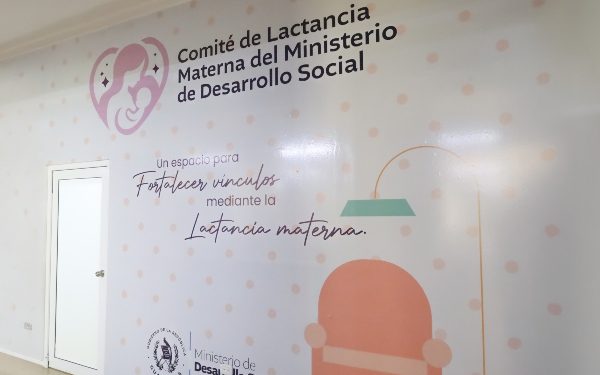 Comité de Lactancia
Materna del Ministerio
de Desarrollo Social
Un espacio para
Fortalecer vínculos
mediante la
Lactancia materna.
Ministerio de